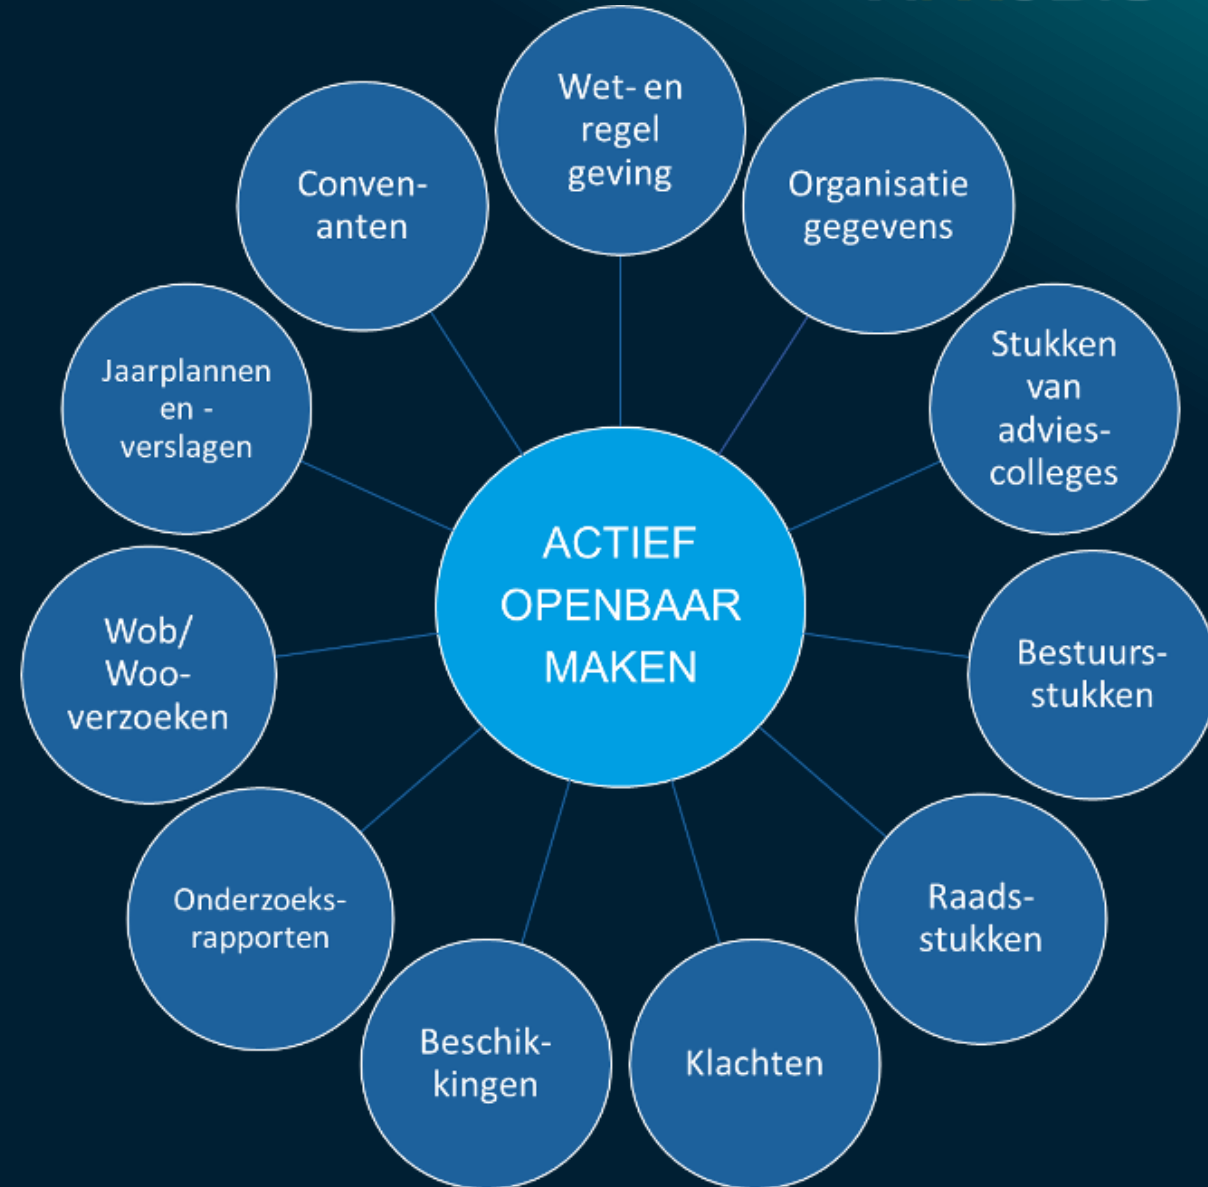 Wet- en
regel
geving
Organisatie
gegevens
Stukken
van
advies-
colleges
Bestuurs-
stukken
Raads-
stukken
Klachten
Beschik-
kingen
Onderzoeks-
rapporten
Wob/
Woo-
verzoeken
Jaarplannen
en -
verslagen
Conven-
anten
ACTIEF
OPENBAAR
MAKEN